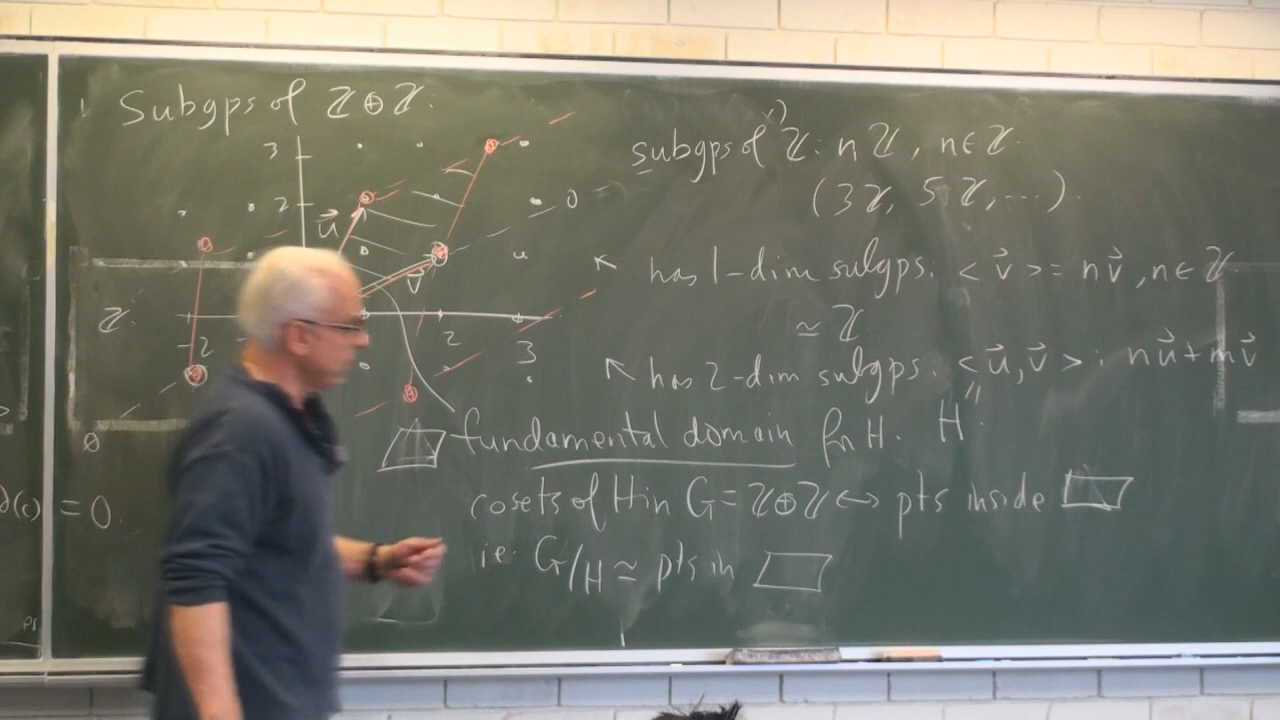 Subgps of ℤ⊕ℤ:
subgps of ℤ: nℤ, n∈ℤ.
(3ℤ, 5ℤ, ...).
3
2
u⃗
v⃗
ℤ
-2
2
3
0
has 1-dim subgps. <v⃗> = nv⃗, n∈ℤ
≃ ℤ
has 2-dim subgps. <u⃗,v⃗>: nu⃗+mv⃗
fundamental domain for H. H
cosets of H in G = ℤ⊕ℤ ↔ pts inside
ie. G/H ≃ pts in
∂(c) = 0.